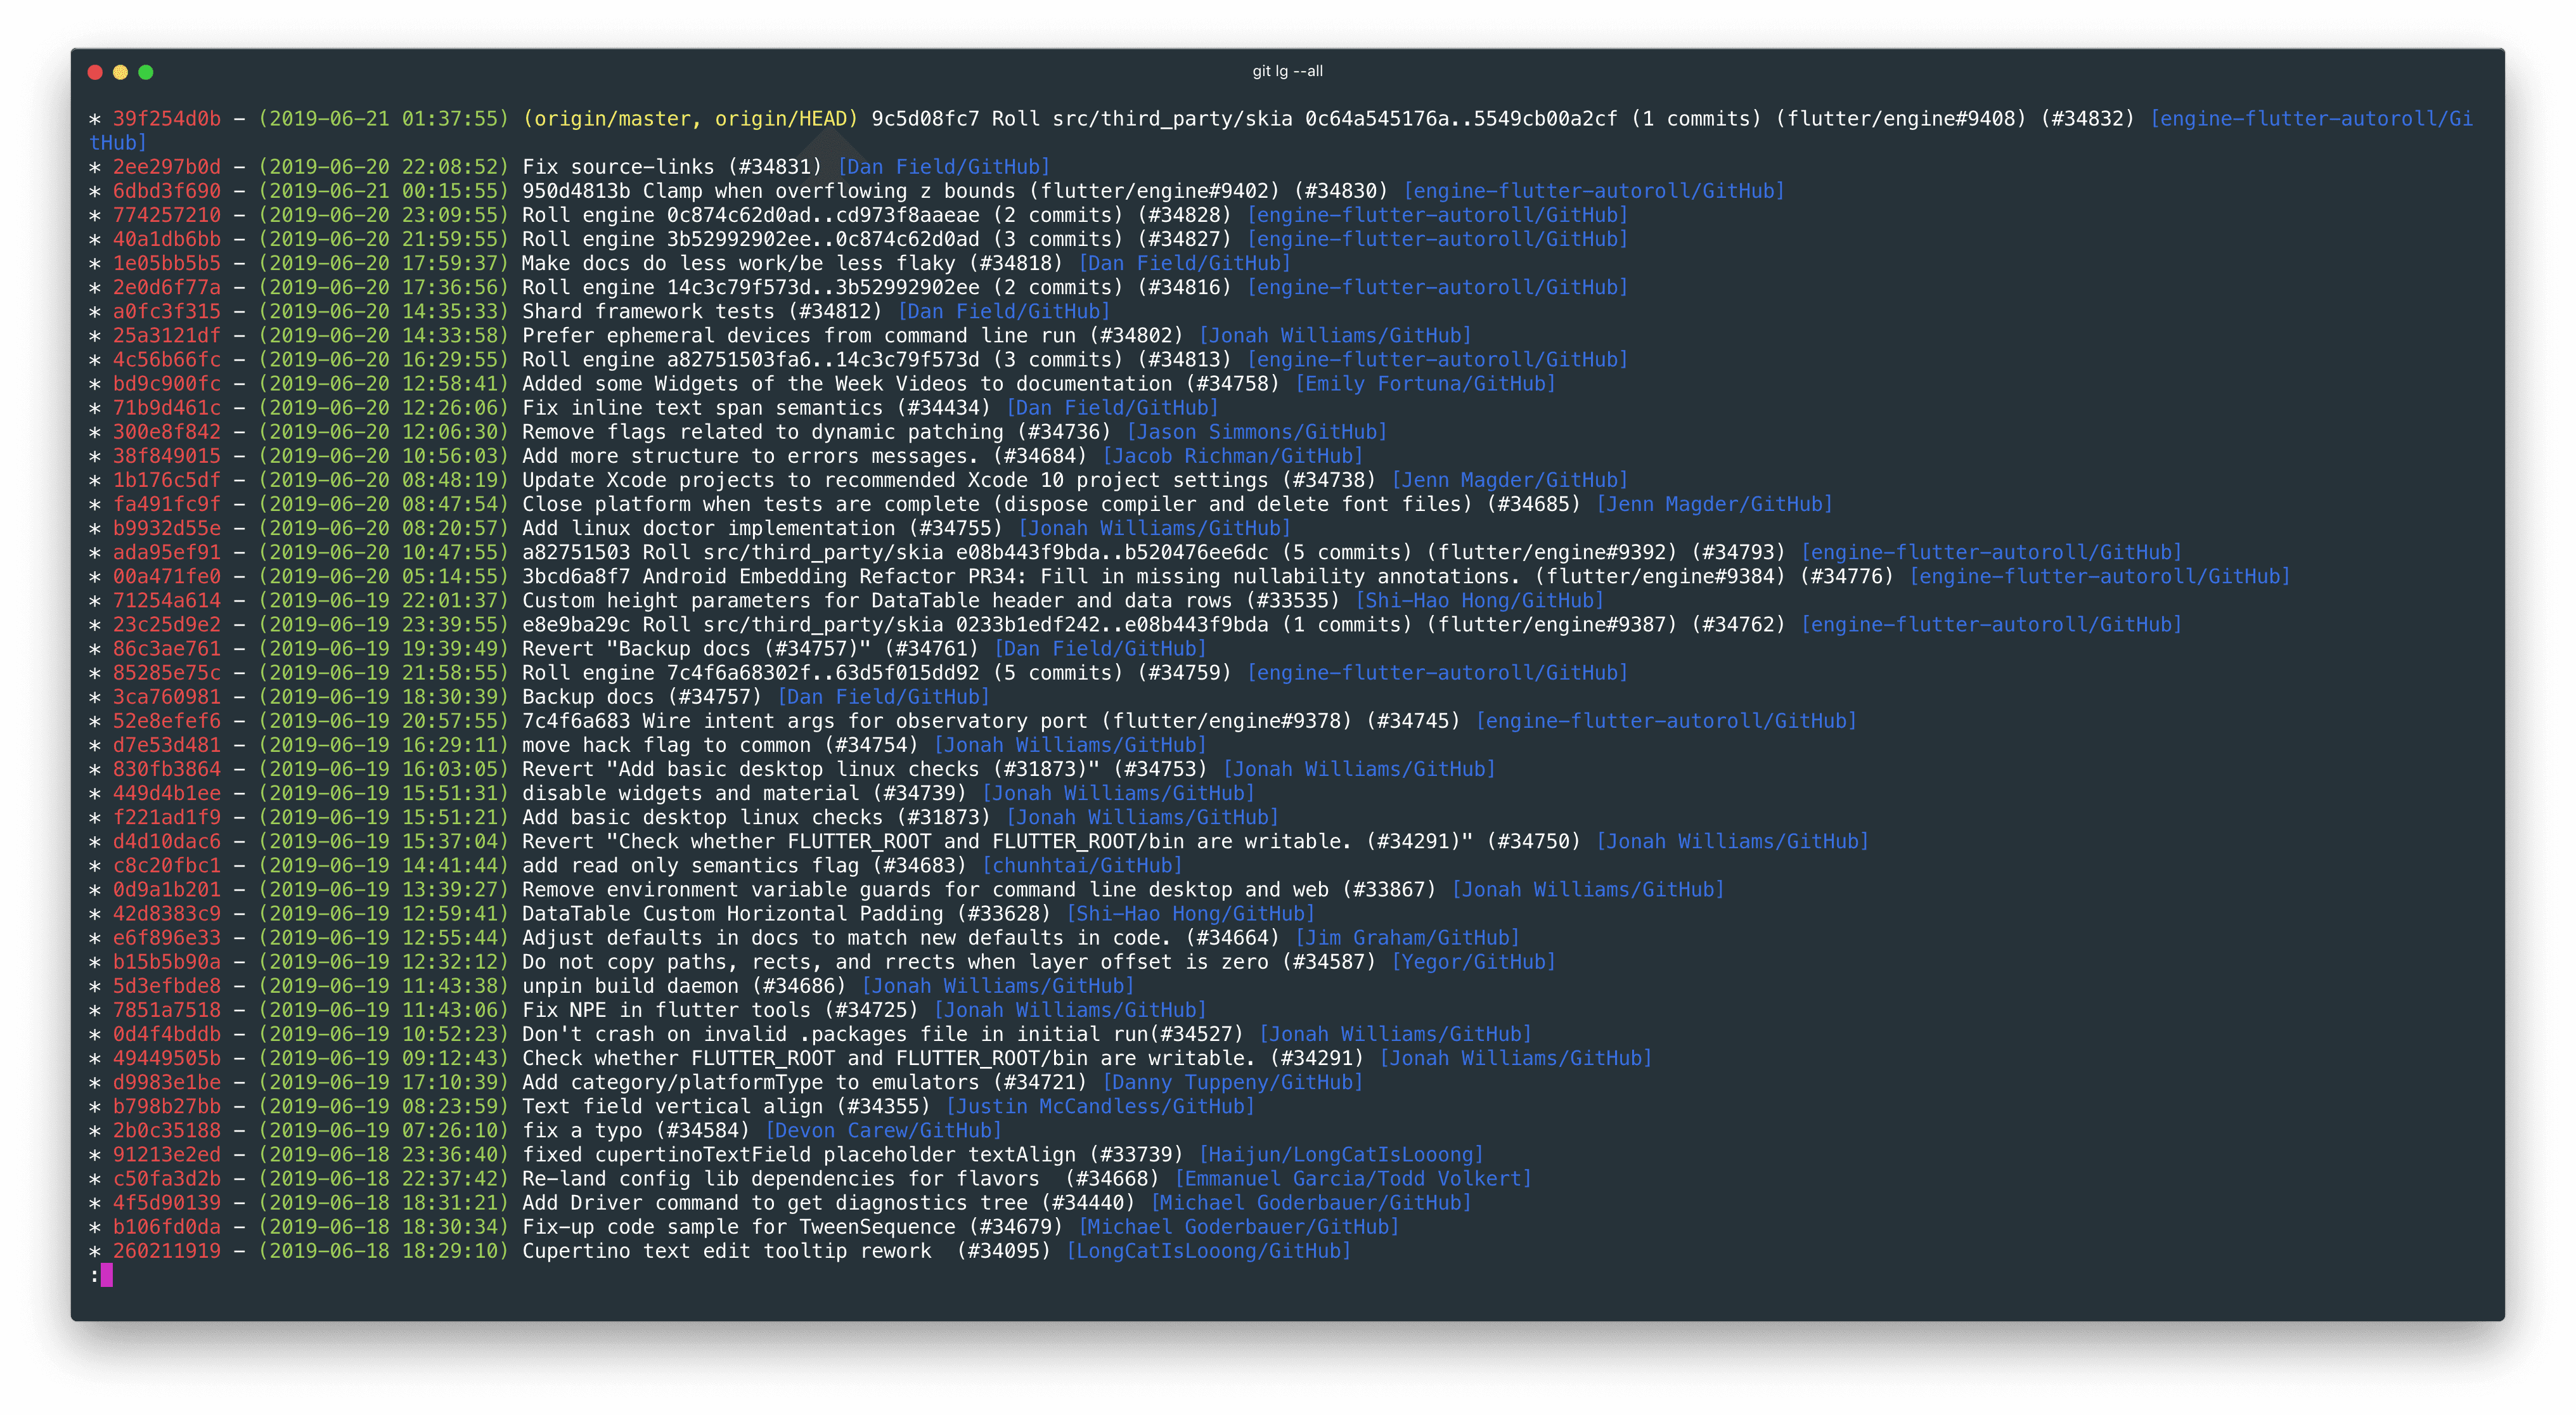 git lg --all
* 39f254d0b - (2019-06-21 01:37:55) (origin/master, origin/HEAD) 9c5d08fc7 Roll src/third_party/skia 0c64a545176a..5549cb00a2cf (1 commits) (flutter/engine#9408) (#34832) [engine-flutter-autoroll/Gi
tHub]
* 2ee297b0d - (2019-06-20 22:08:52) Fix source-links (#34831) [Dan Field/GitHub]
* 6dbd3f690 - (2019-06-21 00:15:55) 950d4813b Clamp when overflowing z bounds (flutter/engine#9402) (#34830) [engine-flutter-autoroll/GitHub]
* 774257210 - (2019-06-20 23:09:55) Roll engine 0c874c62d0ad..cd973f8aaeae (2 commits) (#34828) [engine-flutter-autoroll/GitHub]
* 40a1db6bb - (2019-06-20 21:59:55) Roll engine 3b52992902ee..0c874c62d0ad (3 commits) (#34827) [engine-flutter-autoroll/GitHub]
* 1e05bb5b5 - (2019-06-20 17:59:37) Make docs do less work/be less flaky (#34818) [Dan Field/GitHub]
* 2e0d6f77a - (2019-06-20 17:36:56) Roll engine 14c3c79f573d..3b52992902ee (2 commits) (#34816) [engine-flutter-autoroll/GitHub]
* a0fc3f315 - (2019-06-20 14:35:33) Shard framework tests (#34812) [Dan Field/GitHub]
* 25a3121df - (2019-06-20 14:33:58) Prefer ephemeral devices from command line run (#34802) [Jonah Williams/GitHub]
* 4c56b66fc - (2019-06-20 16:29:55) Roll engine a82751503fa6..14c3c79f573d (3 commits) (#34813) [engine-flutter-autoroll/GitHub]
* bd9c900fc - (2019-06-20 12:58:41) Added some Widgets of the Week Videos to documentation (#34758) [Emily Fortuna/GitHub]
* 71b9d461c - (2019-06-20 12:26:06) Fix inline text span semantics (#34434) [Dan Field/GitHub]
* 300e8f842 - (2019-06-20 12:06:30) Remove flags related to dynamic patching (#34736) [Jason Simmons/GitHub]
* 38f849015 - (2019-06-20 10:56:03) Add more structure to errors messages. (#34684) [Jacob Richman/GitHub]
* 1b176c5df - (2019-06-20 08:48:19) Update Xcode projects to recommended Xcode 10 project settings (#34738) [Jenn Magder/GitHub]
* fa491fc9f - (2019-06-20 08:47:54) Close platform when tests are complete (dispose compiler and delete font files) (#34685) [Jenn Magder/GitHub]
* b9932d55e - (2019-06-20 08:20:57) Add linux doctor implementation (#34755) [Jonah Williams/GitHub]
* ada95ef91 - (2019-06-20 10:47:55) a82751503 Roll src/third_party/skia e08b443f9bda..b520476ee6dc (5 commits) (flutter/engine#9392) (#34793) [engine-flutter-autoroll/GitHub]
* 00a471fe0 - (2019-06-20 05:14:55) 3bcd6a8f7 Android Embedding Refactor PR34: Fill in missing nullability annotations. (flutter/engine#9384) (#34776) [engine-flutter-autoroll/GitHub]
* 71254a614 - (2019-06-19 22:01:37) Custom height parameters for DataTable header and data rows (#33535) [Shi-Hao Hong/GitHub]
* 23c25d9e2 - (2019-06-19 23:39:55) e8e9ba29c Roll src/third_party/skia 0233b1edf242..e08b443f9bda (1 commits) (flutter/engine#9387) (#34762) [engine-flutter-autoroll/GitHub]
* 86c3ae761 - (2019-06-19 19:39:49) Revert "Backup docs (#34757)" (#34761) [Dan Field/GitHub]
* 85285e75c - (2019-06-19 21:58:55) Roll engine 7c4f6a68302f..63d5f015dd92 (5 commits) (#34759) [engine-flutter-autoroll/GitHub]
* 3ca760981 - (2019-06-19 18:30:39) Backup docs (#34757) [Dan Field/GitHub]
* 52e8efef6 - (2019-06-19 20:57:55) 7c4f6a683 Wire intent args for observatory port (flutter/engine#9378) (#34745) [engine-flutter-autoroll/GitHub]
* d7e53d481 - (2019-06-19 16:29:11) move hack flag to common (#34754) [Jonah Williams/GitHub]
* 830fb3864 - (2019-06-19 16:03:05) Revert "Add basic desktop linux checks (#31873)" (#34753) [Jonah Williams/GitHub]
* 449d4b1ee - (2019-06-19 15:51:31) disable widgets and material (#34739) [Jonah Williams/GitHub]
* f221ad1f9 - (2019-06-19 15:51:21) Add basic desktop linux checks (#31873) [Jonah Williams/GitHub]
* d4d10dac6 - (2019-06-19 15:37:04) Revert "Check whether FLUTTER_ROOT and FLUTTER_ROOT/bin are writable. (#34291)" (#34750) [Jonah Williams/GitHub]
* c8c20fbc1 - (2019-06-19 14:41:44) add read only semantics flag (#34683) [chunhtai/GitHub]
* 0d9a1b201 - (2019-06-19 13:39:27) Remove environment variable guards for command line desktop and web (#33867) [Jonah Williams/GitHub]
* 42d8383c9 - (2019-06-19 12:59:41) DataTable Custom Horizontal Padding (#33628) [Shi-Hao Hong/GitHub]
* e6f896e33 - (2019-06-19 12:55:44) Adjust defaults in docs to match new defaults in code. (#34664) [Jim Graham/GitHub]
* b15b5b90a - (2019-06-19 12:32:12) Do not copy paths, rects, and rrects when layer offset is zero (#34587) [Yegor/GitHub]
* 5d3efbde8 - (2019-06-19 11:43:38) unpin build daemon (#34686) [Jonah Williams/GitHub]
* 7851a7518 - (2019-06-19 11:43:06) Fix NPE in flutter tools (#34725) [Jonah Williams/GitHub]
* 0d4f4bddb - (2019-06-19 10:52:23) Don't crash on invalid .packages file in initial run(#34527) [Jonah Williams/GitHub]
* 49449505b - (2019-06-19 09:12:43) Check whether FLUTTER_ROOT and FLUTTER_ROOT/bin are writable. (#34291) [Jonah Williams/GitHub]
* d9983e1be - (2019-06-19 17:10:39) Add category/platformType to emulators (#34721) [Danny Tuppeny/GitHub]
* b798b27bb - (2019-06-19 08:23:59) Text field vertical align (#34355) [Justin McCandless/GitHub]
* 2b0c35188 - (2019-06-19 07:26:10) fix a typo (#34584) [Devon Carew/GitHub]
* 91213e2ed - (2019-06-18 23:36:40) fixed cupertinoTextField placeholder textAlign (#33739) [Haijun/LongCatIsLooong]
* c50fa3d2b - (2019-06-18 22:37:42) Re-land config lib dependencies for flavors  (#34668) [Emmanuel Garcia/Todd Volkert]
* 4f5d90139 - (2019-06-18 18:31:21) Add Driver command to get diagnostics tree (#34440) [Michael Goderbauer/GitHub]
* b106fd0da - (2019-06-18 18:30:34) Fix-up code sample for TweenSequence (#34679) [Michael Goderbauer/GitHub]
* 260211919 - (2019-06-18 18:29:10) Cupertino text edit tooltip rework  (#34095) [LongCatIsLooong/GitHub]
: